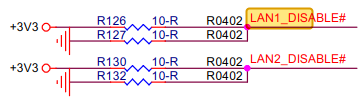 R126 10-R R0402 LAN1_DISABLE#
+3V3
R127 10-R R0402
R130 10-R R0402 LAN2_DISABLE#
+3V3
R132 10-R R0402